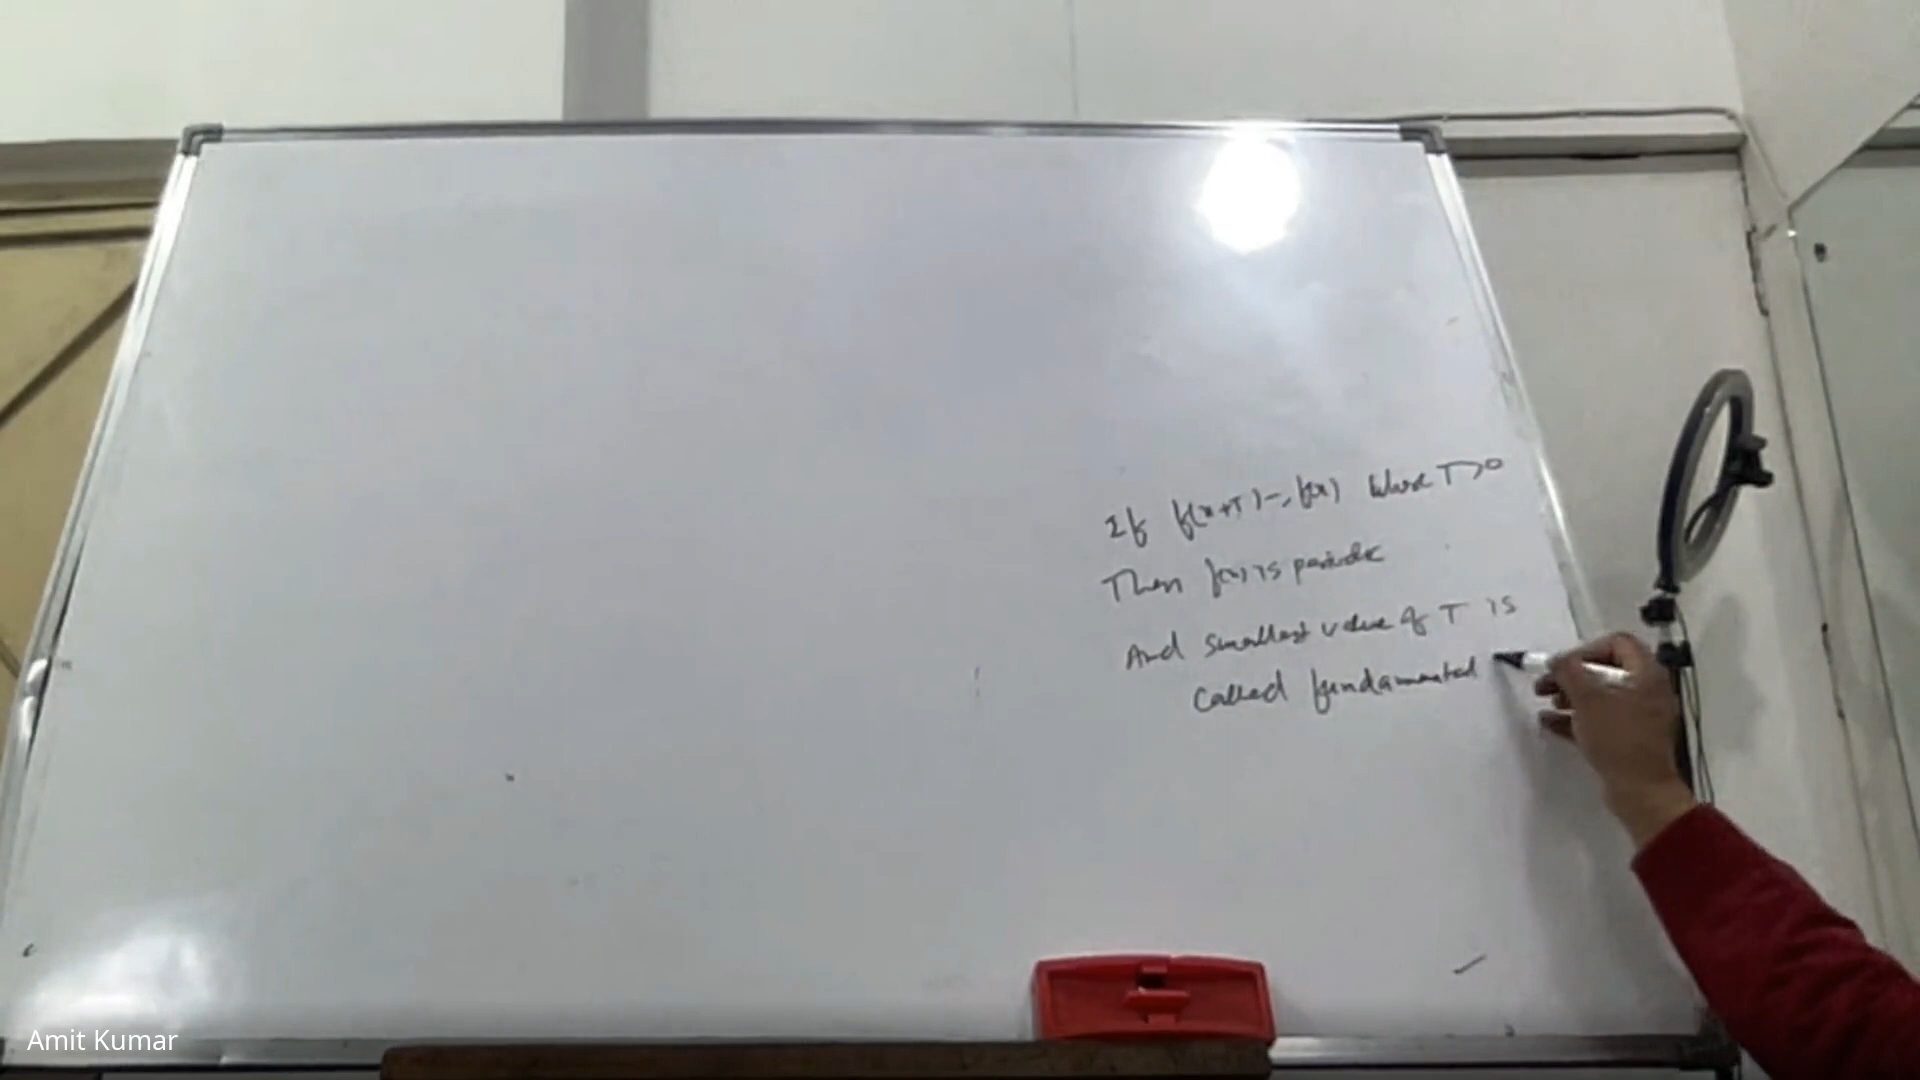 If f(x+T) = f(x) where T>0
Then f(x) is periodic
And smallest value of T is
Called fundamental
Amit Kumar